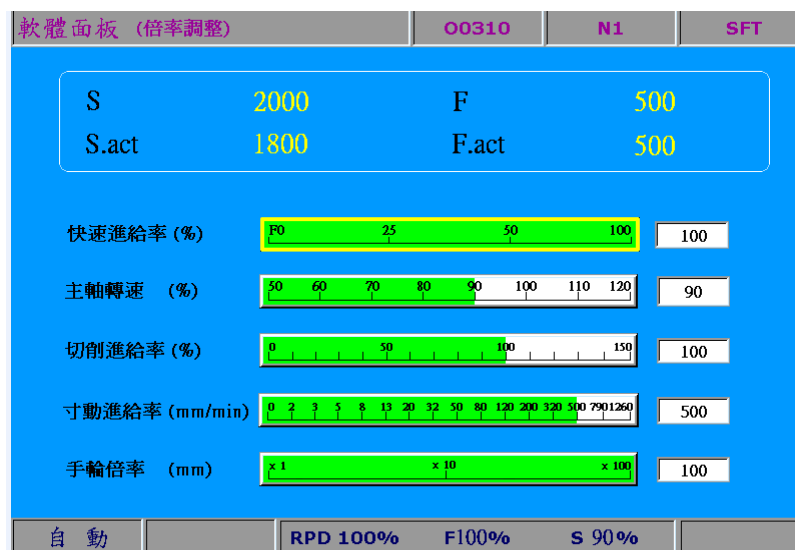 軟體面板 (倍率調整) O0310 N1 SFT
S 2000 F 500
S.act 1800 F.act 500
快速進給率 (%) F0 25 50 100 100
主軸轉速 (%) 50 60 70 80 90 100 110 120 90
切削進給率 (%) 0 50 100 150 100
寸動進給率 (mm/min) 0 2 3 5 8 13 20 32 50 80 120 200 320 500 790 1260 500
手輪倍率 (mm) x 1 x 10 x 100 100
自動 RPD 100% F100% S 90%